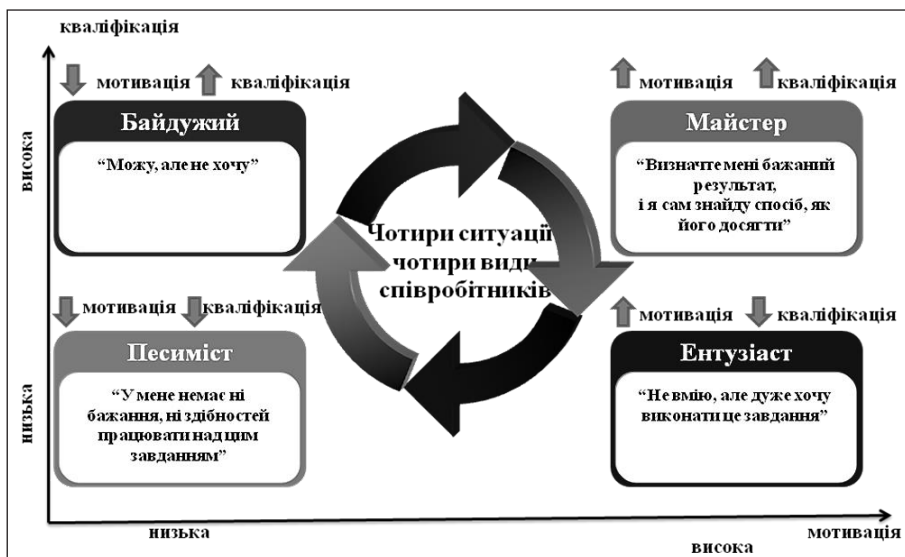 кваліфікація
мотивація кваліфікація
Байдужий
“Можу, але не хочу”
мотивація кваліфікація
Майстер
“Визначте мені бажаний
результат,
і я сам знайду спосіб, як
його досягти”
висока
Чотири ситуації
чотири види
співробітників
мотивація кваліфікація
Песиміст
“У мене немає ні
бажання, ні здібностей
працювати над цим
завданням”
мотивація кваліфікація
Ентузіаст
“Не вмію, але дуже хочу
виконати це завдання”
низька
низька
висока
мотивація